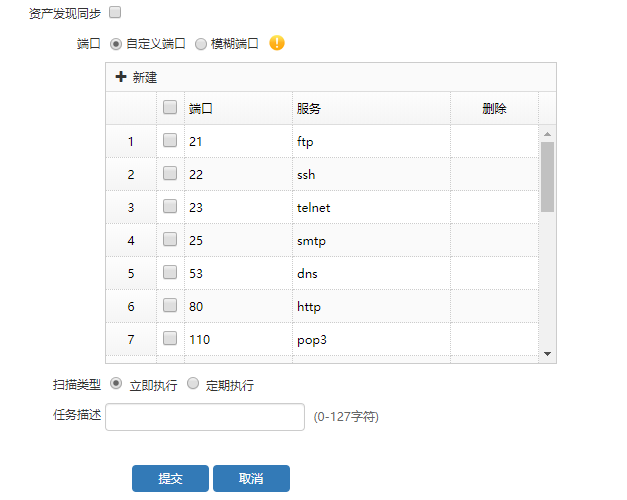 资产发现同步
端口 自定义端口 模糊端口
新建
端口 服务 删除
1 21 ftp
2 22 ssh
3 23 telnet
4 25 smtp
5 53 dns
6 80 http
7 110 pop3
扫描类型 立即执行 定期执行
任务描述 (0-127字符)
提交 取消